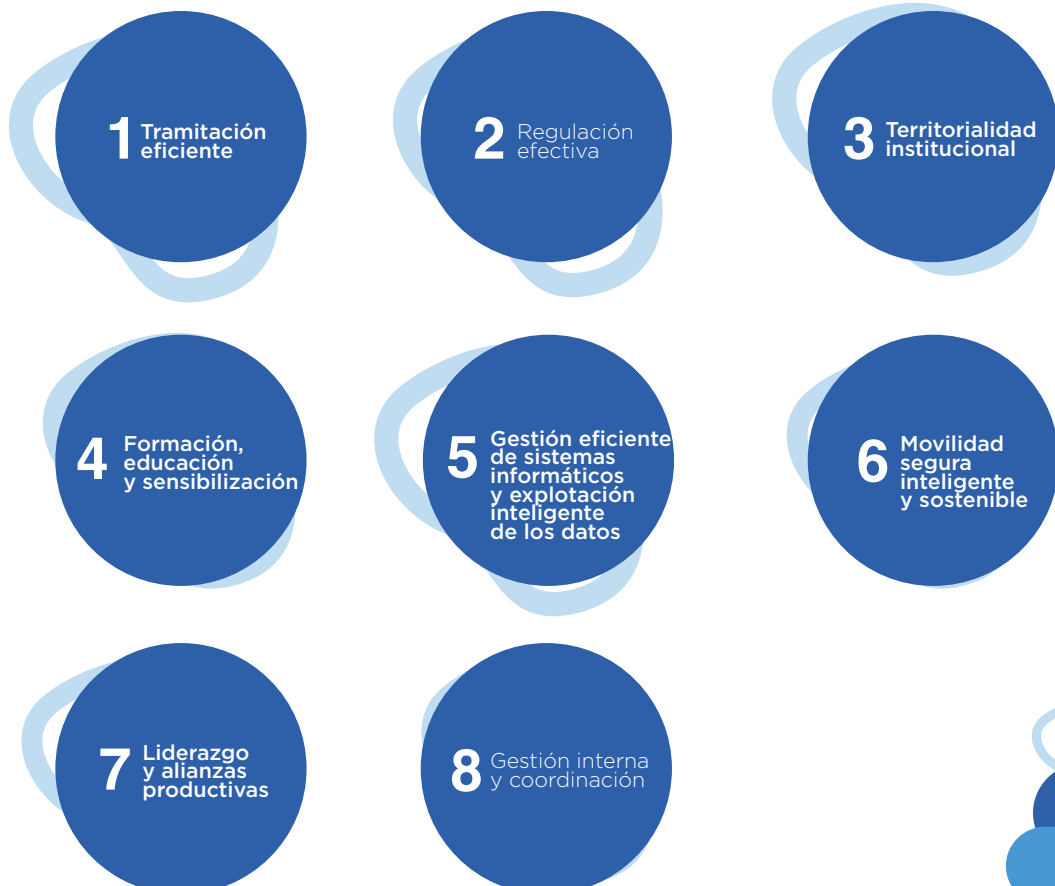 1 Tramitación
eficiente
2 Regulación
efectiva
3 Territorialidad
institucional
4 Formación,
educación
y sensibilización
5 Gestión eficiente
de sistemas
informáticos
y explotación
inteligente
de los datos
6 Movilidad
segura
inteligente
y sostenible
7 Liderazgo
y alianzas
productivas
8 Gestión interna
y coordinación